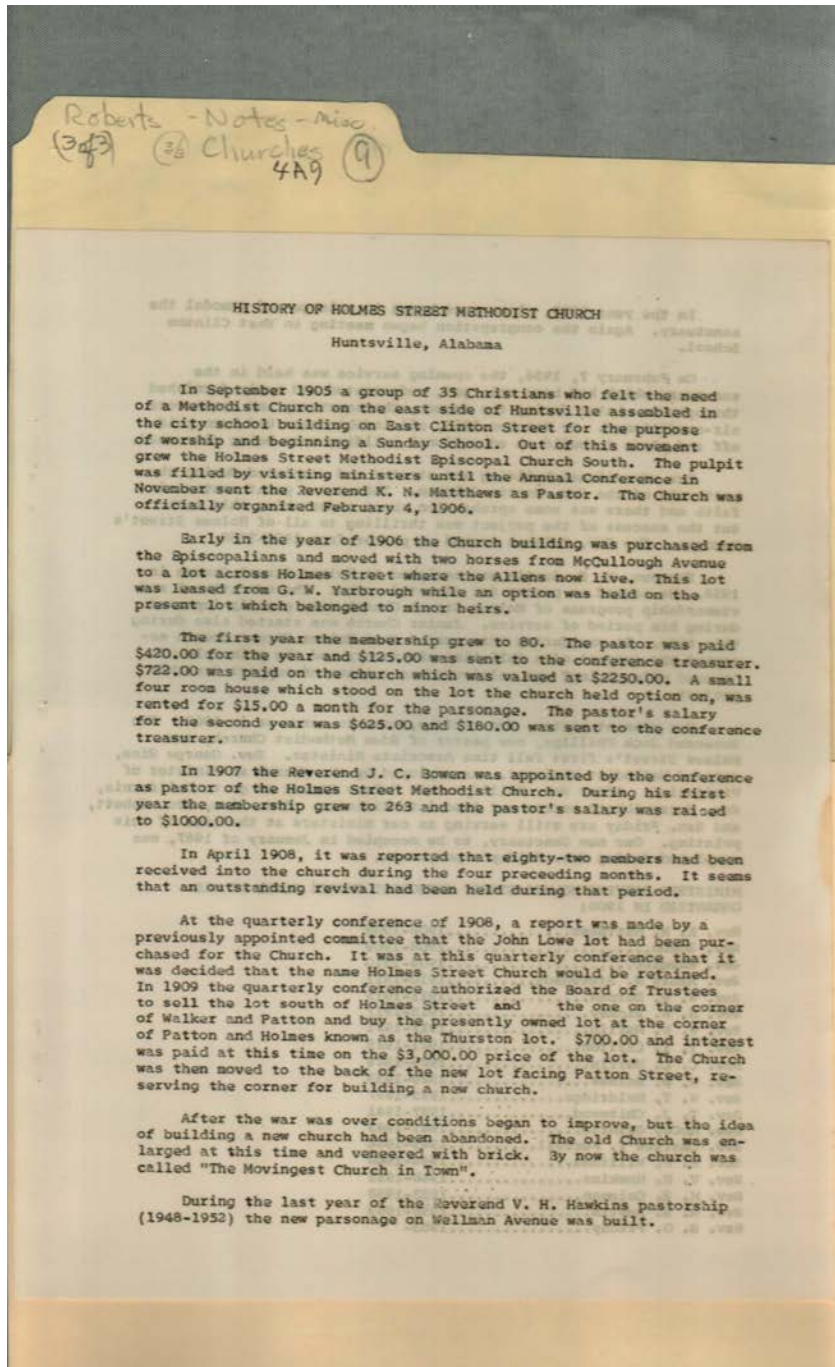 Roberts - Notes - Misc
(3 of 3) Churches 9
4A9
HISTORY OF HOLMES STREET METHODIST CHURCH
Huntsville, Alabama
In September 1905 a group of 35 Christians who felt the need
of a Methodist Church on the east side of Huntsville assembled in
the city school building on East Clinton Street for the purpose
of worship and beginning a Sunday School. Out of this movement
grew the Holmes Street Methodist Episcopal Church South. The pulpit
was filled by visiting ministers until the Annual Conference in
November sent the Reverend K. N. Matthews as Pastor. The Church was
officially organized February 4, 1906.
Early in the year of 1906 the Church building was purchased from
the Episcopalians and moved with two horses from McCullough Avenue
to a lot across Holmes Street where the Allens now live. This lot
was leased from G. W. Yarbrough while an option was held on the
present lot which belonged to minor heirs.
The first year the membership grew to 80. The pastor was paid
$420.00 for the year and $125.00 was sent to the conference treasurer.
$722.00 was paid on the church which was valued at $2250.00. A small
four room house which stood on the lot the church held option on, was
rented for $15.00 a month for the parsonage. The pastor's salary
for the second year was $625.00 and $180.00 was sent to the conference
treasurer.
In 1907 the Reverend J. C. Bowen was appointed by the conference
as pastor of the Holmes Street Methodist Church. During his first
year the membership grew to 263 and the pastor's salary was raised
to $1000.00.
In April 1908, it was reported that eighty-two members had been
received into the church during the four preceeding months. It seems
that an outstanding revival had been held during that period.
At the quarterly conference of 1908, a report was made by a
previously appointed committee that the John Lowe lot had been pur-
chased for the Church. It was at this quarterly conference that it
was decided that the name Holmes Street Church would be retained.
In 1909 the quarterly conference authorized the Board of Trustees
to sell the lot south of Holmes Street and the one on the corner
of Walker and Patton and buy the presently owned lot at the corner
of Patton and Holmes known as the Thurston lot. $700.00 and interest
was paid at this time on the $3,000.00 price of the lot. The Church
was then moved to the back of the new lot facing Patton Street, re-
serving the corner for building a new church.
After the war was over conditions began to improve, but the idea
of building a new church had been abandoned. The old Church was en-
larged at this time and veneered with brick. By now the church was
called "The Movingest Church in Town".
During the last year of the Reverend V. H. Hawkins pastorship
(1948-1952) the new parsonage on Wellman Avenue was built.